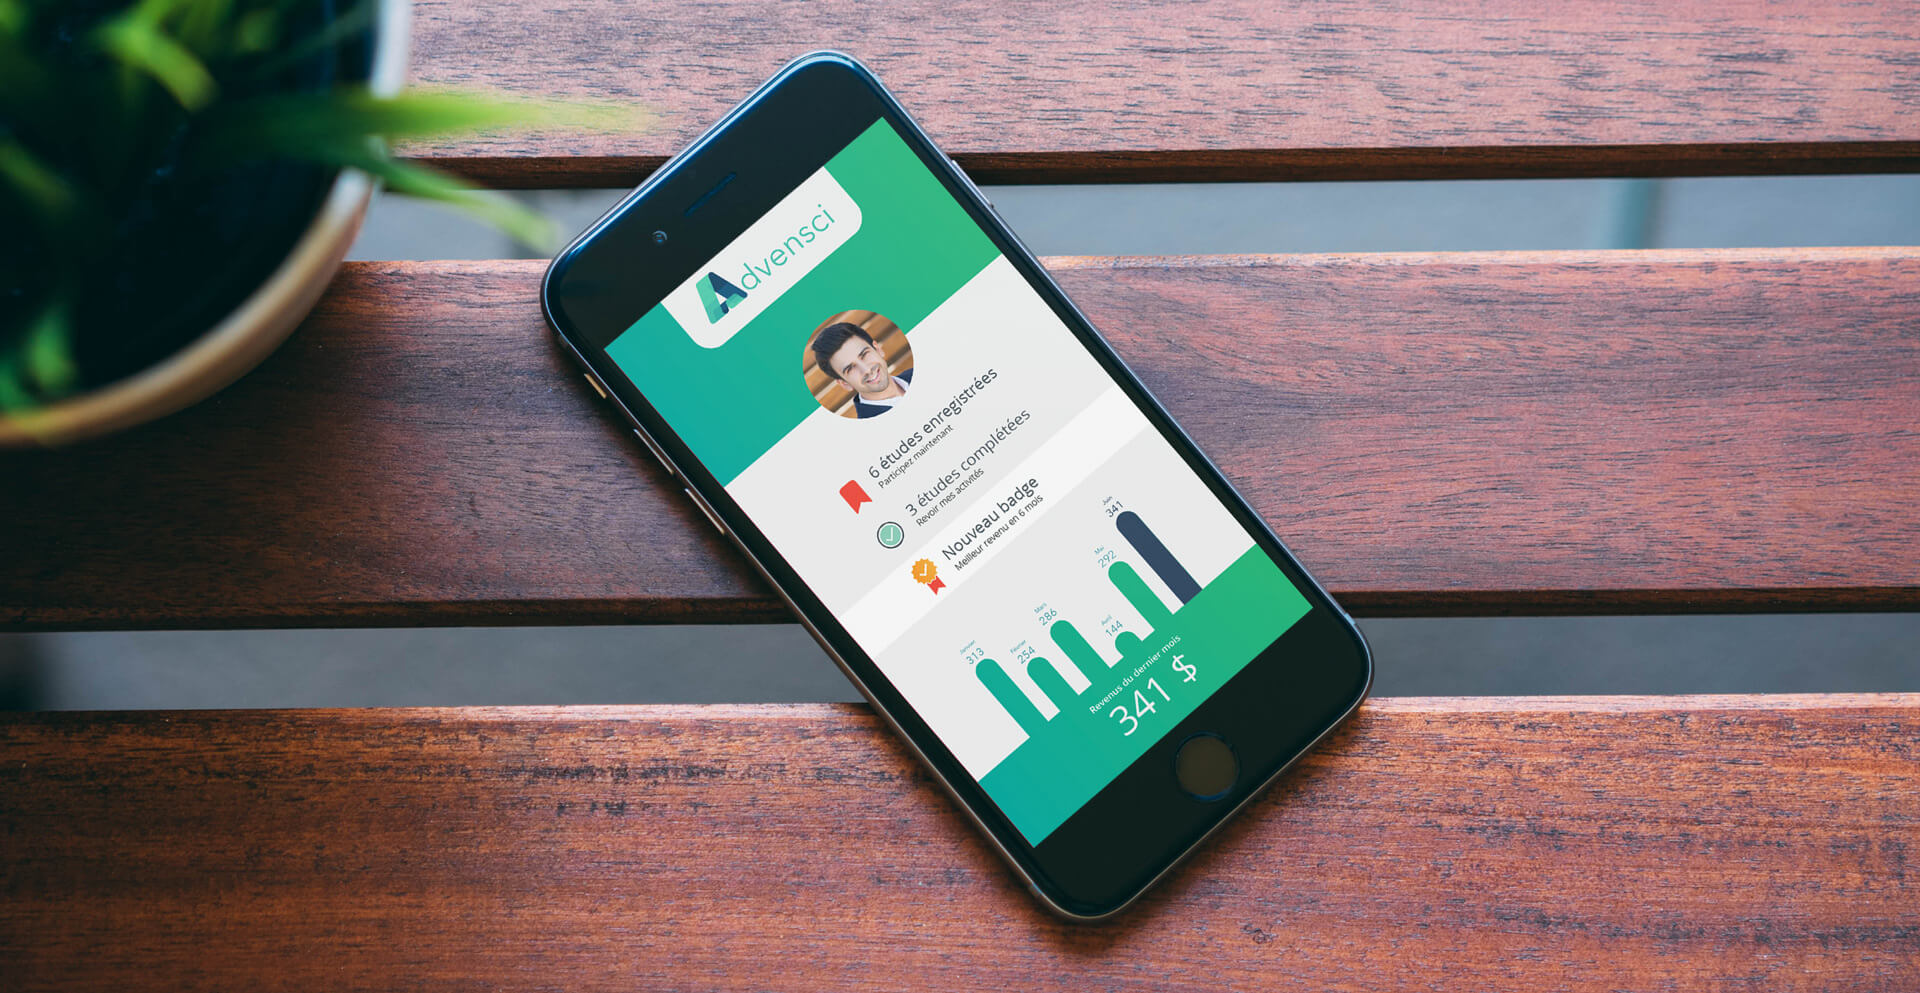 Advensci
6 études enregistrées
Participez maintenant
3 études complétées
Revoir mes activités
Nouveau badge
Meilleur revenu en 6 mois
Janvier
313
Février
254
Mars
286
Avril
144
Mai
292
Juin
341
Revenus du dernier mois
341 $